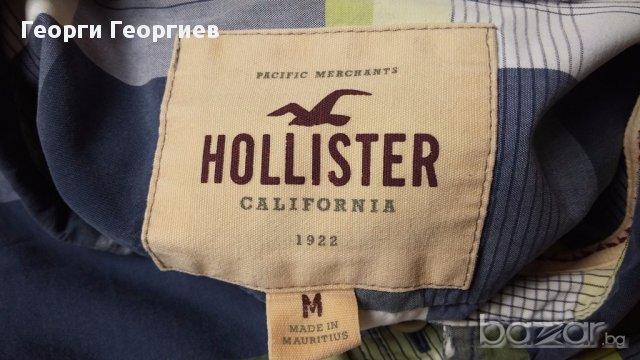 Георги Георгиев
PACIFIC MERCHANTS
HOLLISTER
CALIFORNIA
1922
M
MADE IN
MAURITIUS
bazar.bg